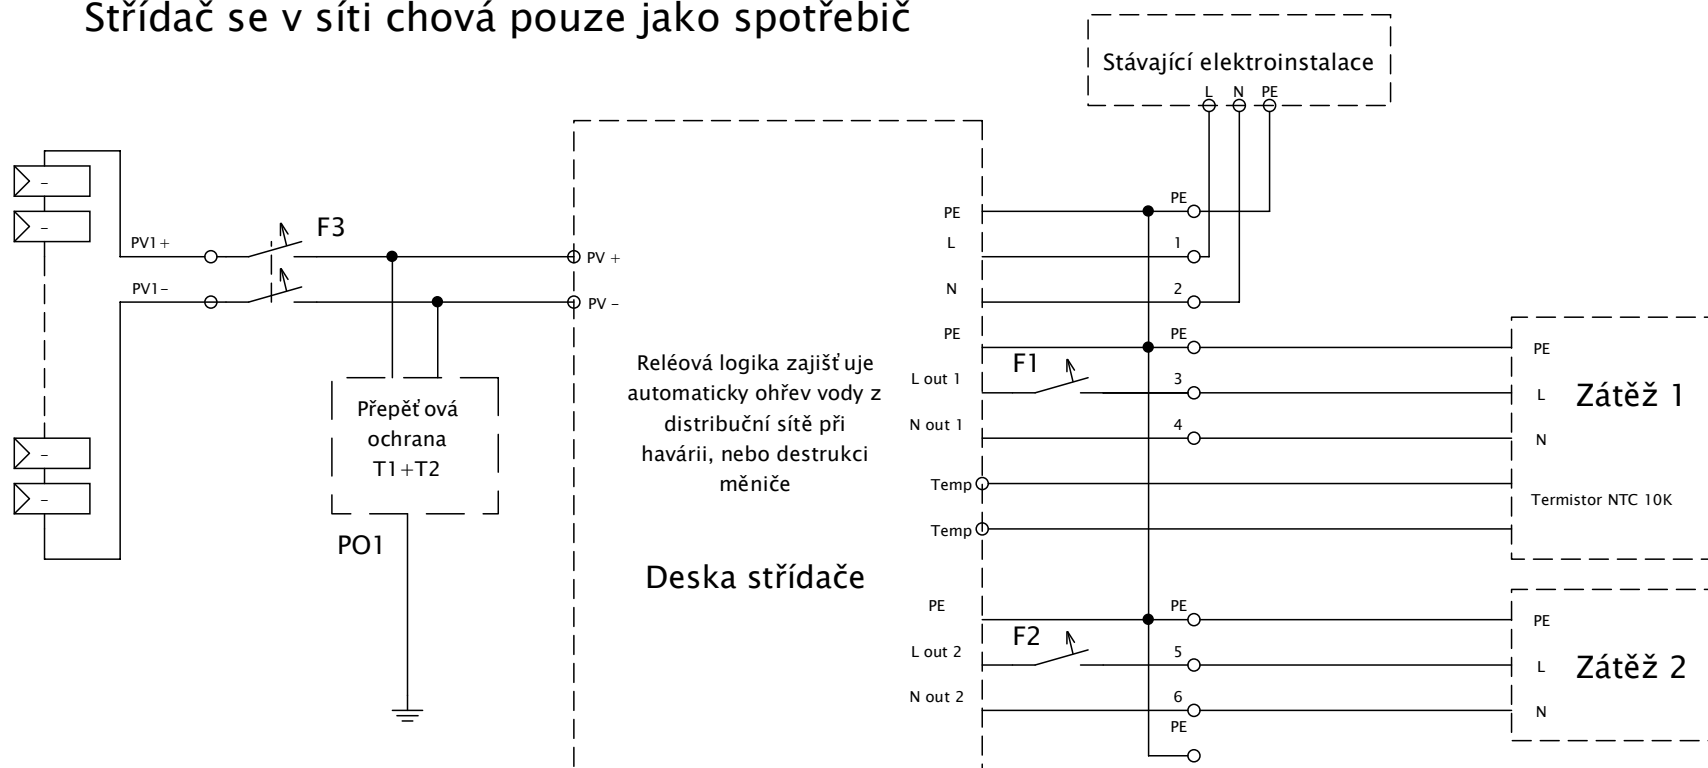 Střídač se v síti chová pouze jako spotřebič
Stávající elektroinstalace
L N PE
PV1+
PV1-
F3
PV +
PV -
Přepěťová
ochrana
T1+T2
PO1
Reléová logika zajišťuje
automaticky ohřev vody z
distribuční sítě při
havárii, nebo destrukci
měniče
Deska střídače
PE
L
N
PE
L out 1
N out 1
Temp
Temp
PE
L out 2
N out 2
F1
F2
PE
1
2
PE
3
4
PE
5
6
PE
PE
L
N
Zátěž 1
Termistor NTC 10K
PE
L
N
Zátěž 2